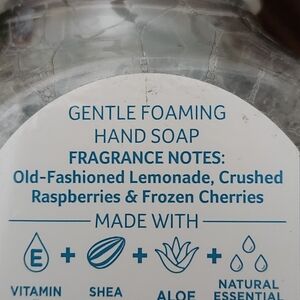 GENTLE FOAMING
HAND SOAP
FRAGRANCE NOTES:
Old-Fashioned Lemonade, Crushed
Raspberries & Frozen Cherries
MADE WITH
E + + +
VITAMIN SHEA ALOE NATURAL
ESSENTIAL